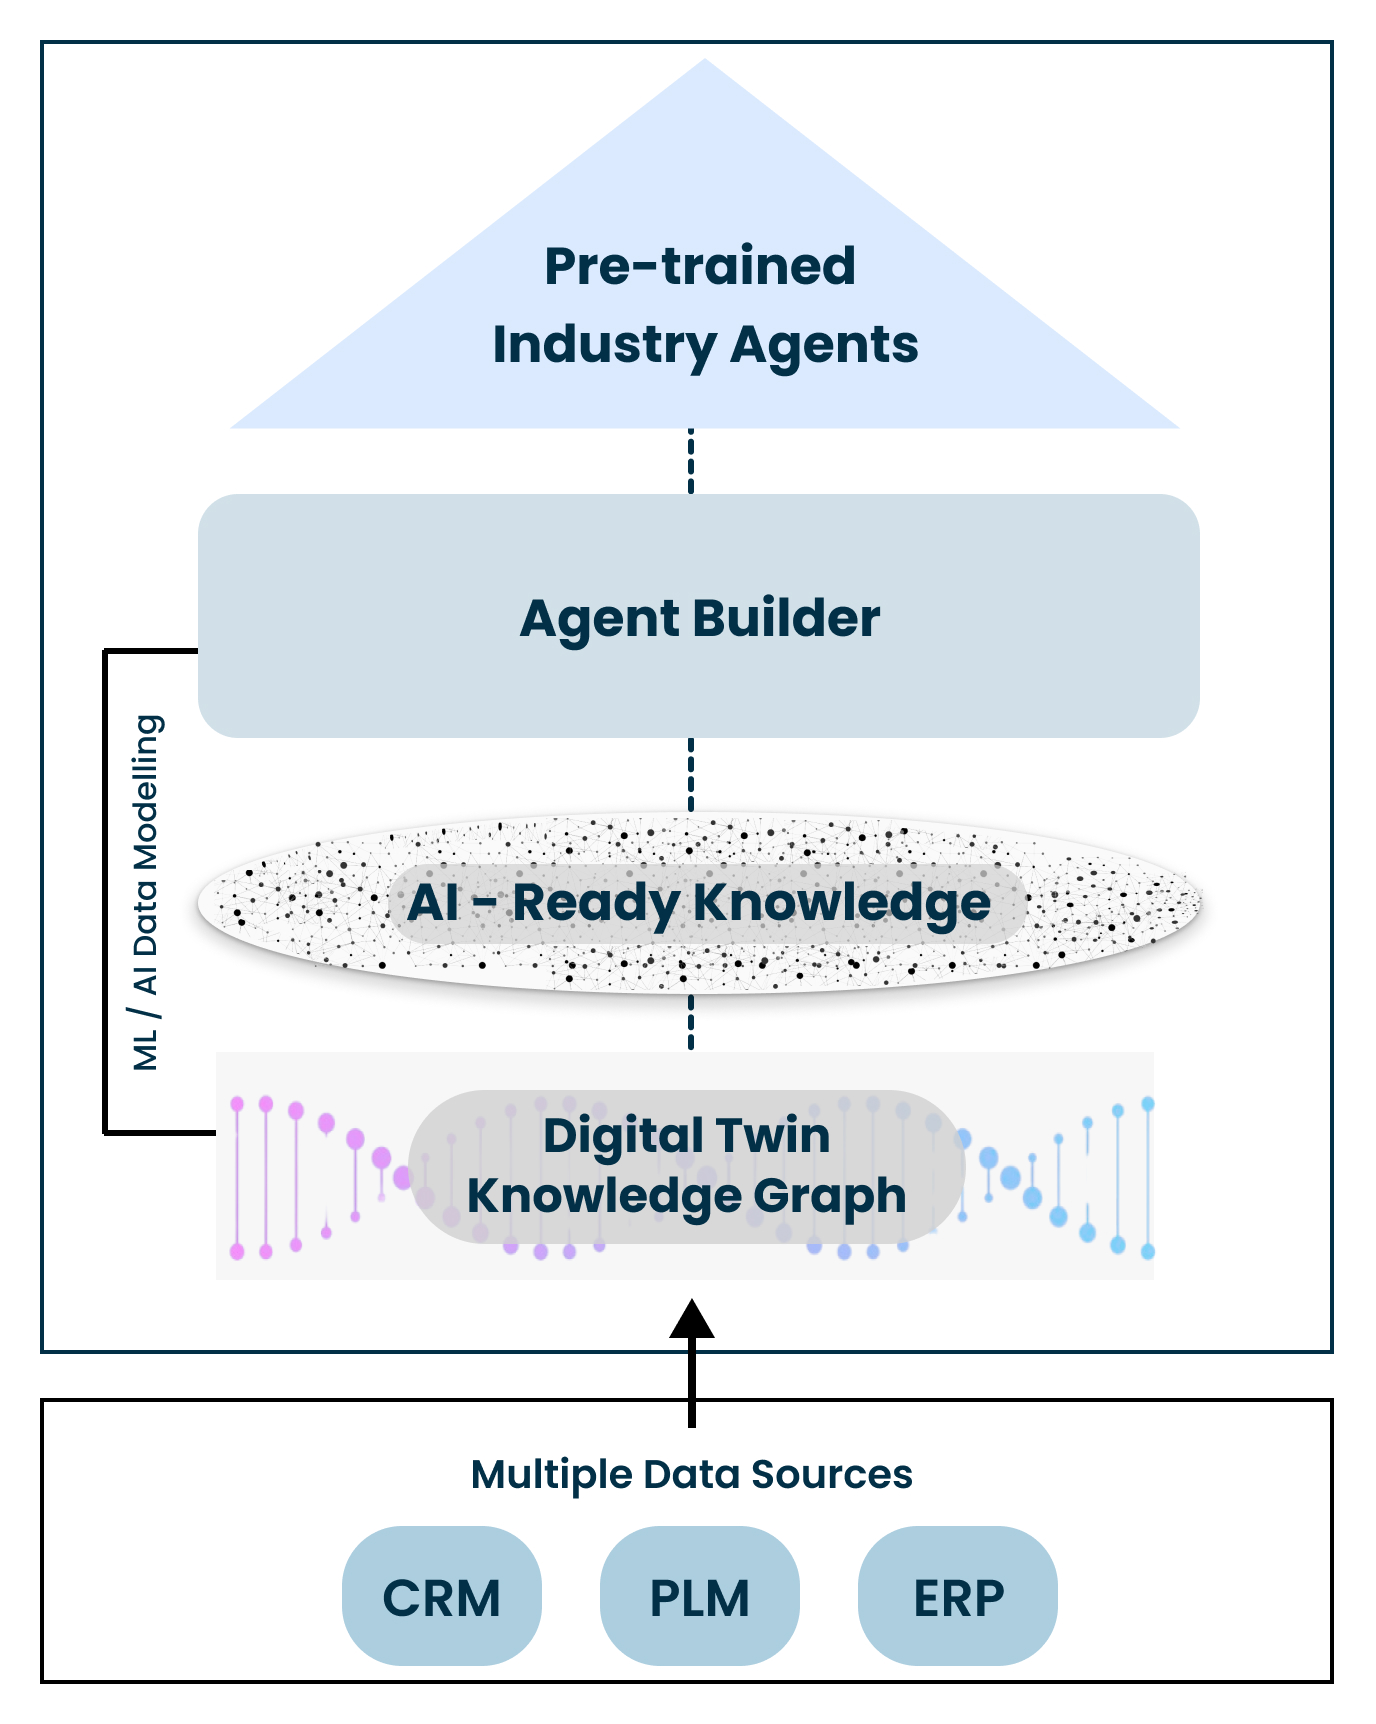 Pre-trained
Industry Agents
Agent Builder
ML / AI Data Modelling
AI - Ready Knowledge
Digital Twin
Knowledge Graph
Multiple Data Sources
CRM
PLM
ERP